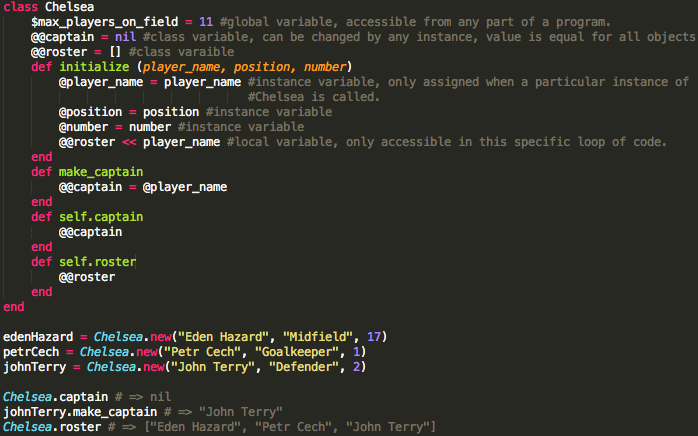 class Chelsea
    $max_players_on_field = 11 #global variable, accessible from any part of a program.
    @@captain = nil #class variable, can be changed by any instance, value is equal for all objects
    @@roster = [] #class varaible
    def initialize (player_name, position, number)
        @player_name = player_name #instance variable, only assigned when a particular instance of
                                   #Chelsea is called.
        @position = position #instance variable
        @number = number #instance variable
        @@roster << player_name #local variable, only accessible in this specific loop of code.
    end
    def make_captain
        @@captain = @player_name
    end
    def self.captain
        @@captain
    end
    def self.roster
        @@roster
    end
end

edenHazard = Chelsea.new("Eden Hazard", "Midfield", 17)
petrCech = Chelsea.new("Petr Cech", "Goalkeeper", 1)
johnTerry = Chelsea.new("John Terry", "Defender", 2)

Chelsea.captain # => nil
johnTerry.make_captain # => "John Terry"
Chelsea.roster # => ["Eden Hazard", "Petr Cech", "John Terry"]